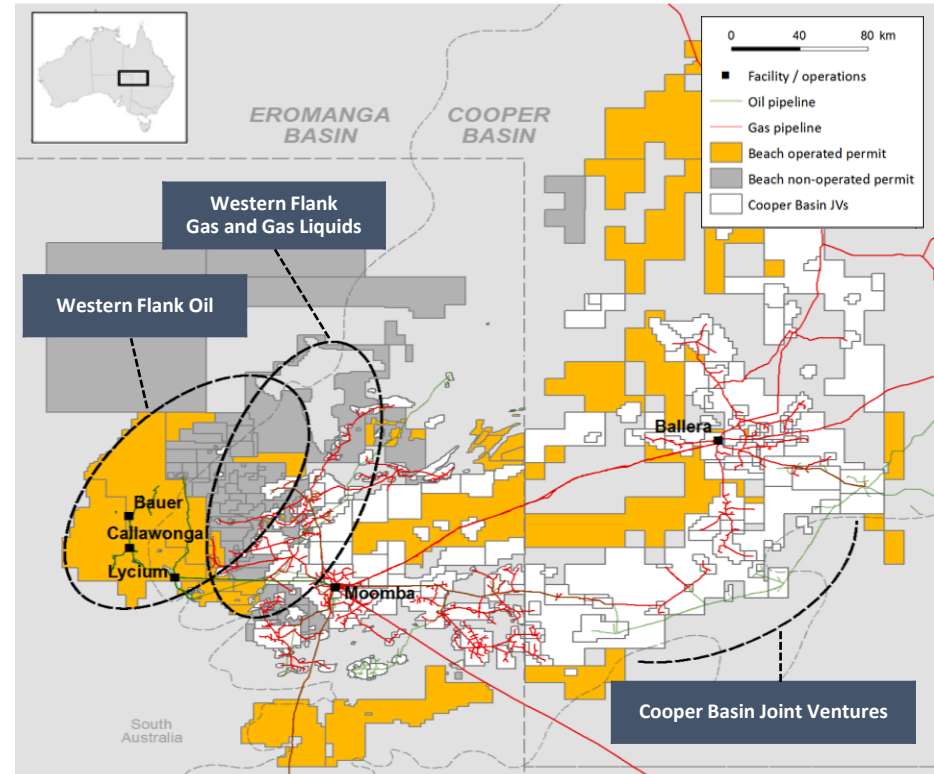 0 40 80 km
Facility / operations
Oil pipeline
Gas pipeline
Beach operated permit
Beach non-operated permit
Cooper Basin JVs
EROMANGA
BASIN
COOPER
BASIN
Western Flank
Gas and Gas Liquids
Western Flank Oil
Ballera
Bauer
Callawonga
Lycium
Moomba
Cooper Basin Joint Ventures
South
Australia